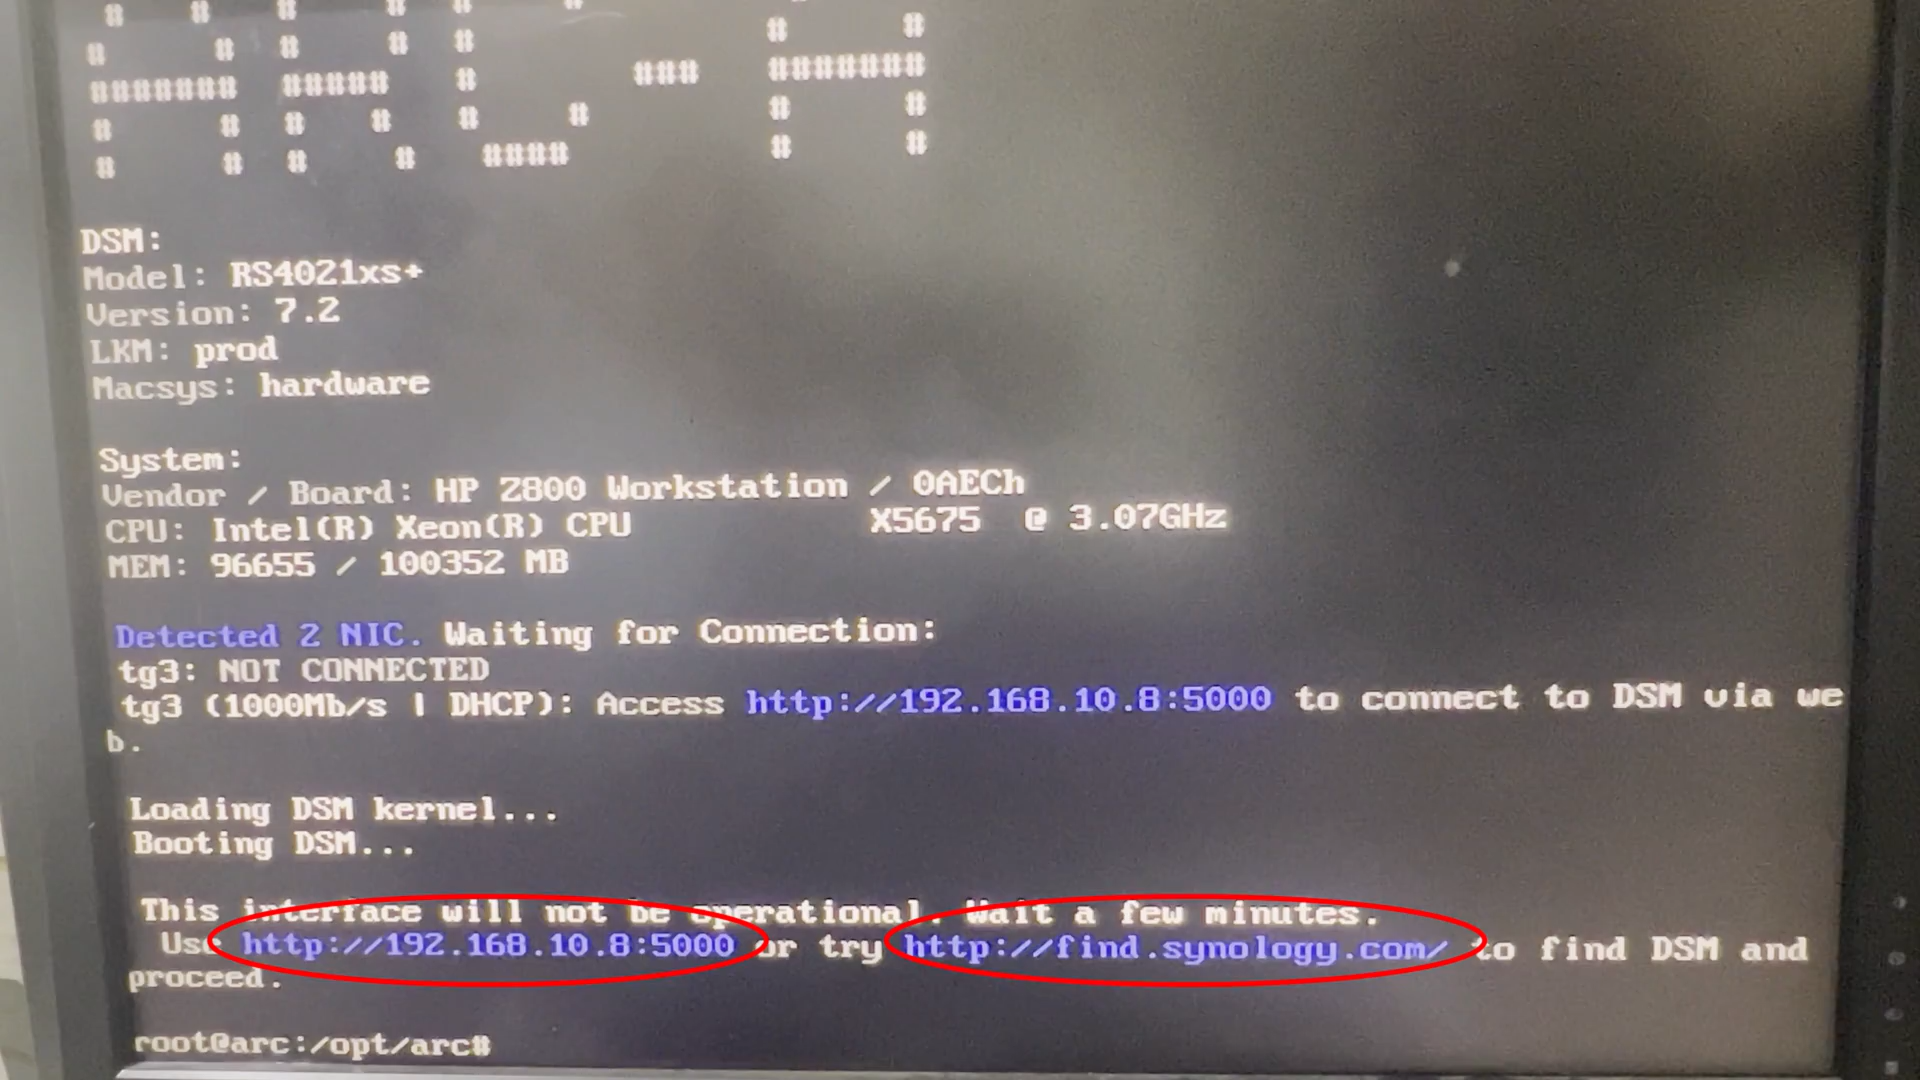 DSM:
Model: RS4021xs+
Version: 7.2
LKM: prod
Macsys: hardware
System:
Vendor / Board: HP Z800 Workstation / 0AECh
CPU: Intel(R) Xeon(R) CPU X5675 @ 3.07GHz
MEM: 96655 / 100352 MB
Detected 2 NIC. Waiting for Connection:
tg3: NOT CONNECTED
tg3 (1000Mb/s | DHCP): Access http://192.168.10.8:5000 to connect to DSM via we
b.
Loading DSM kernel...
Booting DSM...
This interface will not be operational. Wait a few minutes.
Use http://192.168.10.8:5000 or try http://find.synology.com/ to find DSM and
proceed.
root@arc:/opt/arc#